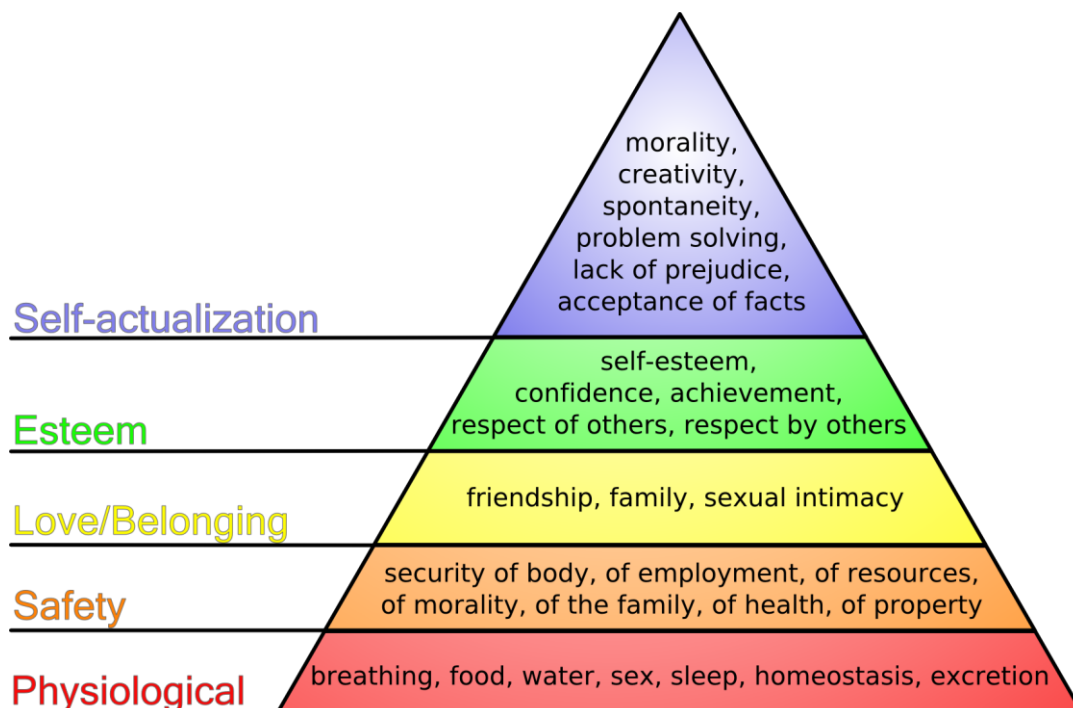 morality,
creativity,
spontaneity,
problem solving,
lack of prejudice,
acceptance of facts
Self-actualization
self-esteem,
confidence, achievement,
respect of others, respect by others
Esteem
friendship, family, sexual intimacy
Love/Belonging
security of body, of employment, of resources,
of morality, of the family, of health, of property
Safety
breathing, food, water, sex, sleep, homeostasis, excretion
Physiological